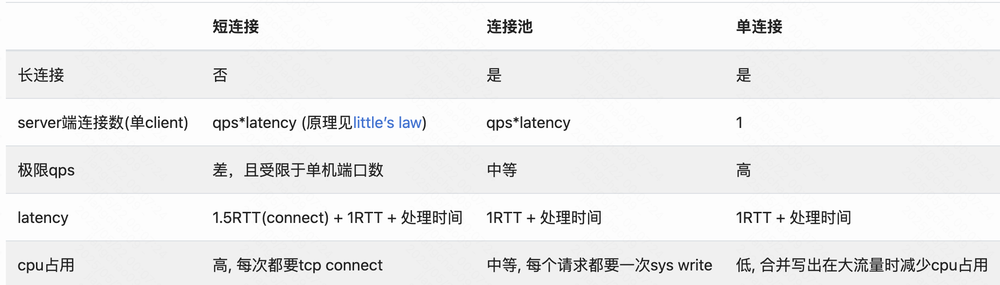 短连接 连接池 单连接
长连接 否 是 是
server端连接数(单client) qps*latency (原理见little’s law) qps*latency 1
极限qps 差，且受限于单机端口数 中等 高
latency 1.5RTT(connect) + 1RTT + 处理时间 1RTT + 处理时间 1RTT + 处理时间
cpu占用 高, 每次都要tcp connect 中等, 每个请求都要一次sys write 低, 合并写出在大流量时减少cpu占用